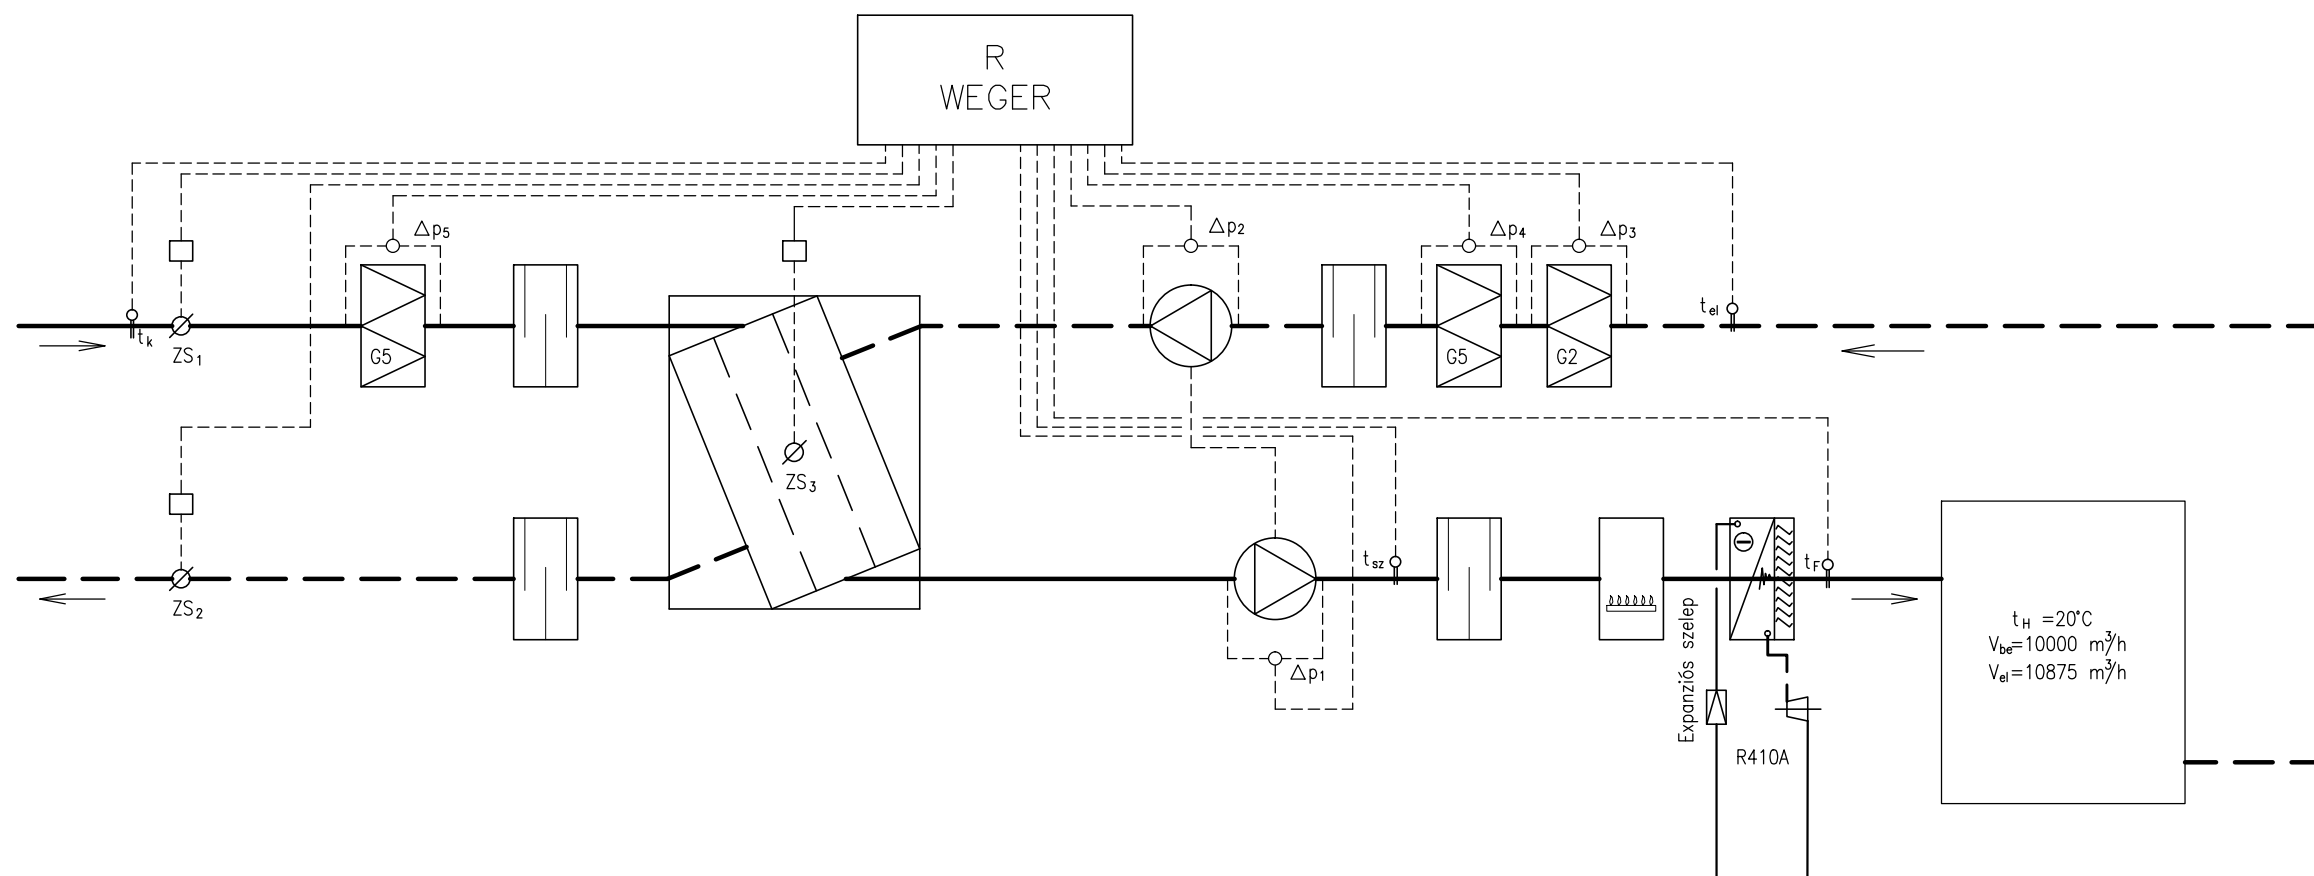 R
WEGER
Δp5
Δp2
Δp4
Δp3
tel
tk
ZS1
G5
G5
G2
ZS3
tsz
tF
ZS2
Δp1
Expanziós szelep
R410A
tH =20°C
Vbe=10000 m³/h
Vel=10875 m³/h